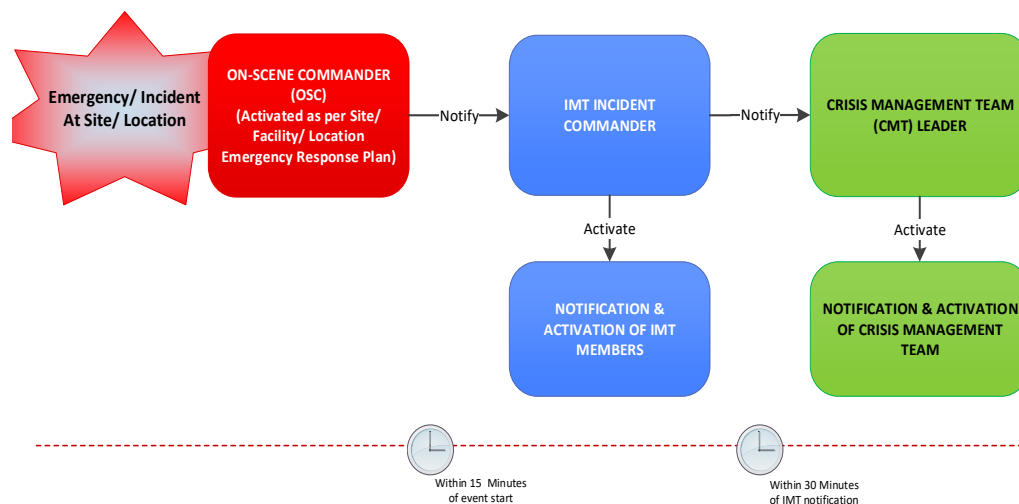 Emergency/ Incident
At Site/ Location
ON-SCENE COMMANDER
(OSC)
(Activated as per Site/
Facility/ Location
Emergency Response Plan)
Notify
IMT INCIDENT
COMMANDER
Notify
CRISIS MANAGEMENT TEAM
(CMT) LEADER
Activate
Activate
NOTIFICATION &
ACTIVATION OF IMT
MEMBERS
NOTIFICATION & ACTIVATION
OF CRISIS MANAGEMENT
TEAM
Within 15 Minutes
of event start
Within 30 Minutes
of IMT notification